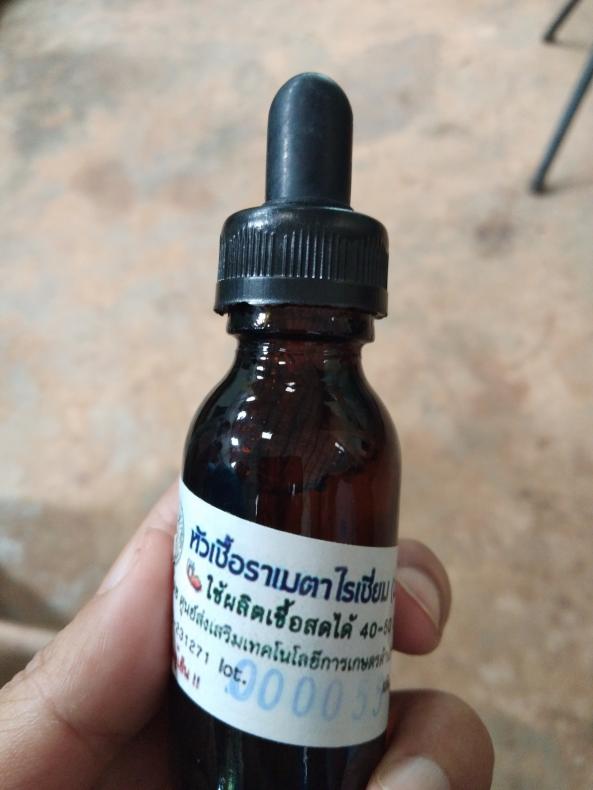 หัวเชื้อราเมตาไรเซียม (
ใช้ผลิตเชื้อสดได้ 40-50
ศูนย์ส่งเสริมเทคโนโลยีการเกษตรด้าน
231271 lot.
000055
!!